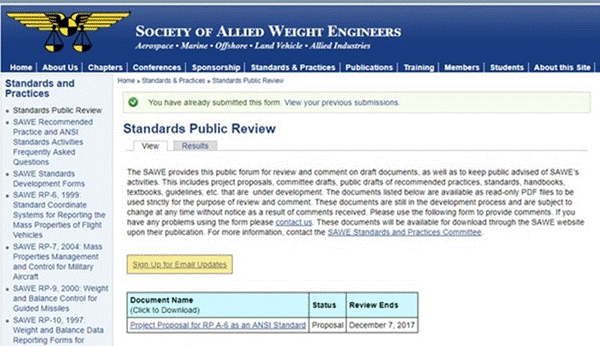 SOCIETY OF ALLIED WEIGHT ENGINEERS
Aerospace • Marine • Offshore • Land Vehicle • Allied Industries
Home About Us Chapters Conferences Sponsorship Standards & Practices Publications Training Members Students About this Site
Standards and
Practices
Standards Public Review
SAWE Recommended
Practice and ANSI
Standards Activities
Frequently Asked
Questions
SAWE Standards
Development Forms
SAWE RP-6, 1999:
Standard Coordinate
Systems for Reporting the
Mass Properties of Flight
Vehicles
SAWE RP-7, 2004: Mass
Properties Management
and Control for Military
Aircraft
SAWE RP-9, 2000: Weight
and Balance Control for
Guided Missiles
SAWE RP-10, 1997:
Weight and Balance Data
Reporting Forms for
Home » Standards & Practices » Standards Public Review
You have already submitted this form. View your previous submissions.
Standards Public Review
View Results
The SAWE provides this public forum for review and comment on draft documents, as well as to keep public advised of SAWE's
activities. This includes project proposals, committee drafts, public drafts of recommended practices, standards, handbooks,
textbooks, guidelines, etc. that are under development. The documents listed below are available as read-only PDF files to be
used strictly for the purpose of review and comment. These documents are still in the development process and are subject to
change at any time without notice as a result of comments received. Please use the following form to provide comments. If you
have any problems using the form please contact us. These documents will be available for download through the SAWE website
upon their publication. For more information, contact the SAWE Standards and Practices Committee.
Sign Up for Email Updates
Document Name Status Review Ends
(Click to Download)
Project Proposal for RP A-6 as an ANSI Standard Proposal December 7, 2017